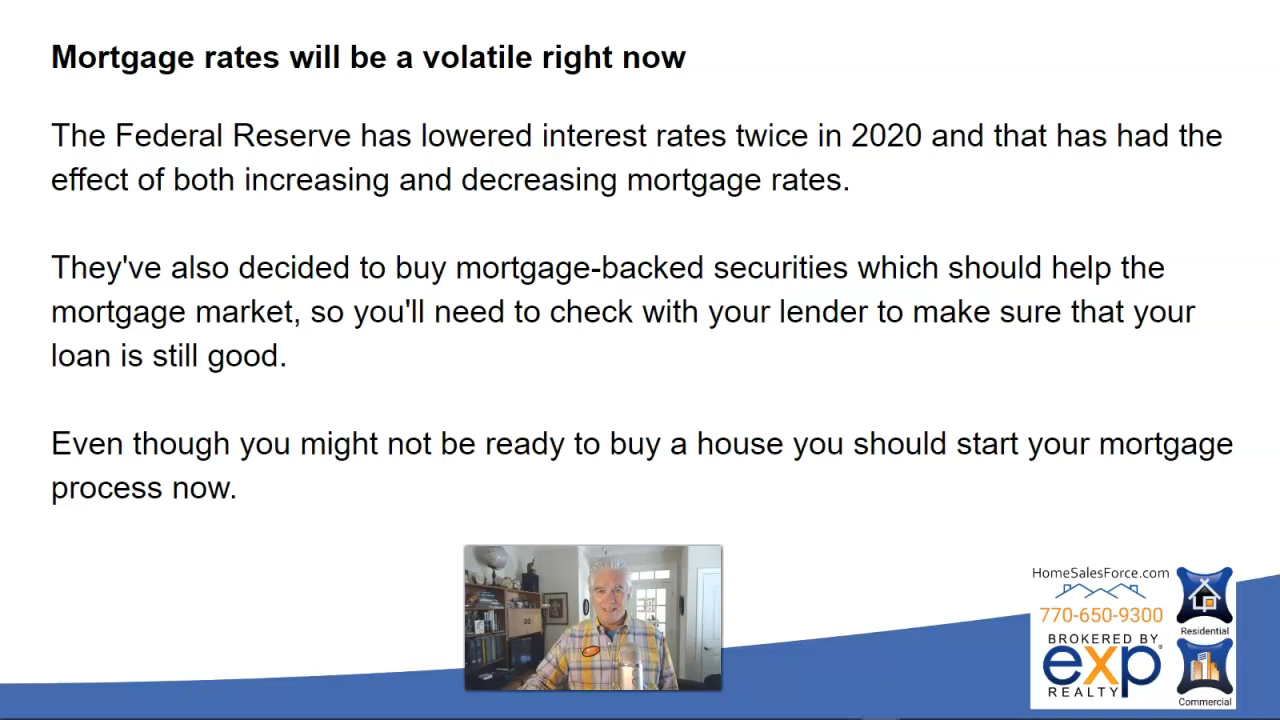 Mortgage rates will be a volatile right now
The Federal Reserve has lowered interest rates twice in 2020 and that has had the
effect of both increasing and decreasing mortgage rates.
They've also decided to buy mortgage-backed securities which should help the
mortgage market, so you'll need to check with your lender to make sure that your
loan is still good.
Even though you might not be ready to buy a house you should start your mortgage
process now.
HomeSalesForce.com
770-650-9300
Residential
BROKERED BY
exp
REALTY
Commercial